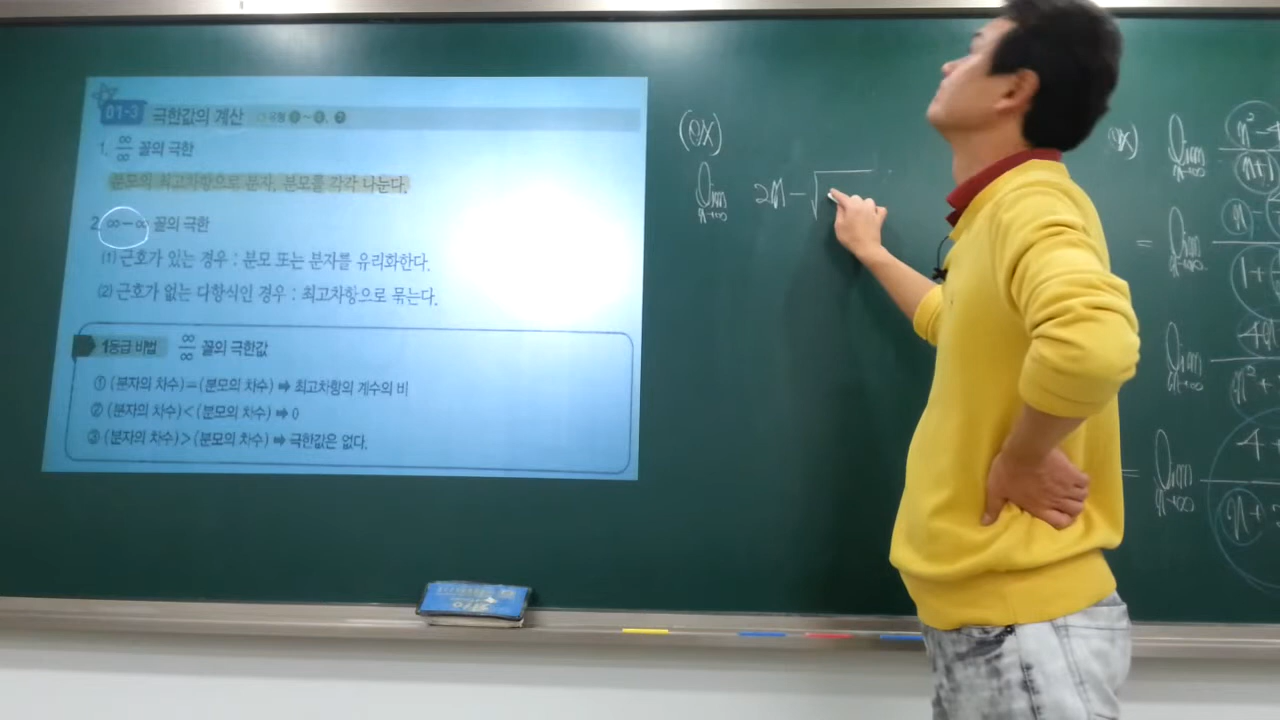 01-3 극한값의 계산
1. ∞/∞ 꼴의 극한
분모의 최고차항으로 분자, 분모를 각각 나눈다.
2. ∞-∞ 꼴의 극한
(1) 근호가 있는 경우 : 분모 또는 분자를 유리화한다.
(2) 근호가 없는 다항식인 경우 : 최고차항으로 묶는다.
1등급 비법 ∞/∞ 꼴의 극한값
① (분자의 차수)=(분모의 차수) ➡ 최고차항의 계수의 비
② (분자의 차수)<(분모의 차수) ➡ 0
③ (분자의 차수)>(분모의 차수) ➡ 극한값은 없다.
(ex)
lim n→∞ 2n-√
ex)
lim n→∞
= lim n→∞
lim n→∞
= lim n→∞